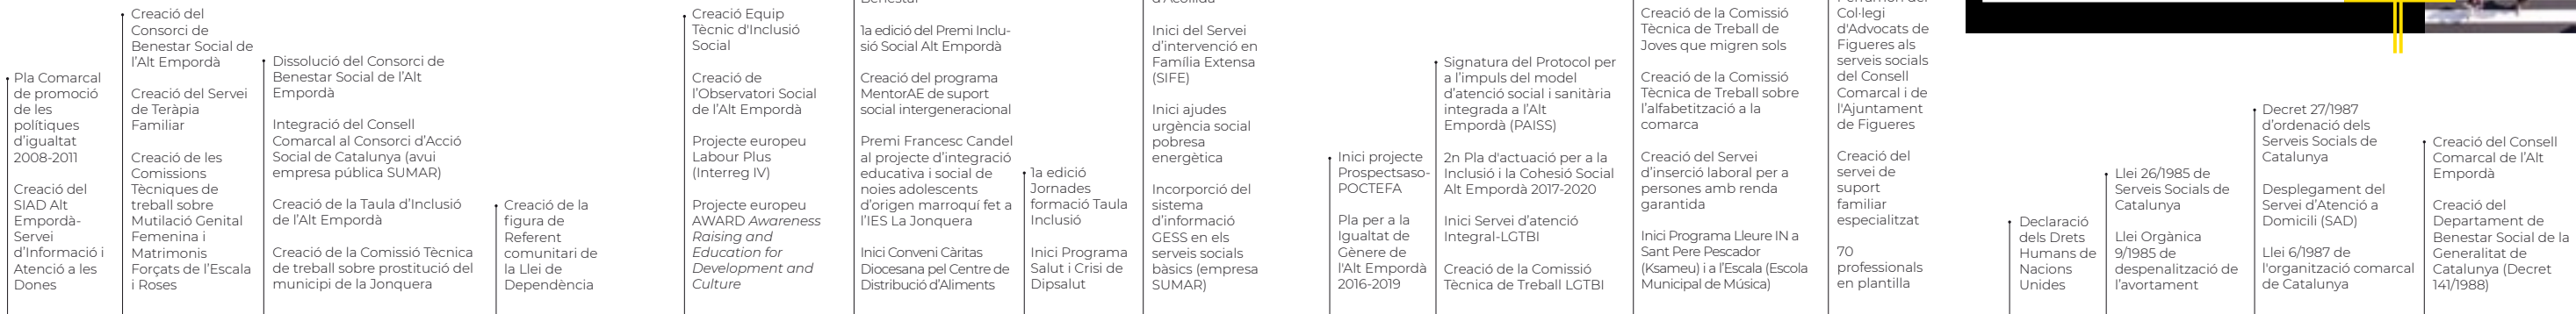 Pla Comarcal
de promoció
de les
polítiques
d'igualtat
2008-2011
Creació del
SIAD Alt
Empordà-
Servei
d'Informació i
Atenció a les
Dones
Creació del
Consorci de
Benestar Social de
l'Alt Empordà
Creació del Servei
de Teràpia
Familiar
Creació de les
Comissions
Tècniques de
treball sobre
Mutilació Genital
Femenina i
Matrimonis
Forçats de l'Escala
i Roses
Dissolució del Consorci de
Benestar Social de l'Alt
Empordà
Integració del Consell
Comarcal al Consorci d'Acció
Social de Catalunya (avui
empresa pública SUMAR)
Creació de la Taula d'Inclusió
de l'Alt Empordà
Creació de la Comissió Tècnica
de treball sobre prostitució del
municipi de la Jonquera
Creació de la
figura de
Referent
comunitari de
la Llei de
Dependència
Creació Equip
Tècnic d'Inclusió
Social
Creació de
l'Observatori Social
de l'Alt Empordà
Projecte europeu
Labour Plus
(Interreg IV)
Projecte europeu
AWARD Awareness
Raising and
Education for
Development and
Culture
Benestar
1a edició del Premi Inclu-
sió Social Alt Empordà
Creació del programa
MentorAE de suport
social intergeneracional
Premi Francesc Candel
al projecte d'integració
educativa i social de
noies adolescents
d'origen marroquí fet a
l'IES La Jonquera
Inici Conveni Càritas
Diocesana pel Centre de
Distribució d'Aliments
1a edició
Jornades
formació Taula
Inclusió
Inici Programa
Salut i Crisi de
Dipsalut
d'Acollida
Inici del Servei
d'intervenció en
Família Extensa
(SIFE)
Inici ajudes
urgència social
pobresa
energètica
Incorporció del
sistema
d'informació
GESS en els
serveis socials
bàsics (empresa
SUMAR)
Inici projecte
Prospectsaso-
POCTEFA
Pla per a la
Igualtat de
Gènere de
l'Alt Empordà
2016-2019
Signatura del Protocol per
a l'impuls del model
d'atenció social i sanitària
integrada a l'Alt
Empordà (PAISS)
2n Pla d'actuació per a la
Inclusió i la Cohesió Social
Alt Empordà 2017-2020
Inici Servei d'atenció
Integral-LGTBI
Creació de la Comissió
Tècnica de Treball LGTBI
Creació de la Comissió
Tècnica de Treball de
Joves que migren sols
Creació de la Comissió
Tècnica de Treball sobre
l'alfabetització a la
comarca
Creació del Servei
d'inserció laboral per a
persones amb renda
garantida
Inici Programa Lleure IN a
Sant Pere Pescador
(Ksameu) i a l'Escala (Escola
Municipal de Música)
Col·legi
d'Advocats de
Figueres als
serveis socials
del Consell
Comarcal i de
l'Ajuntament
de Figueres
Creació del
servei de
suport
familiar
especialitzat
70
professionals
en plantilla
Declaració
dels Drets
Humans de
Nacions
Unides
Llei 26/1985 de
Serveis Socials de
Catalunya
Llei Orgànica
9/1985 de
despenalització de
l'avortament
Decret 27/1987
d'ordenació dels
Serveis Socials de
Catalunya
Desplegament del
Servei d'Atenció a
Domicili (SAD)
Llei 6/1987 de
l'organització comarcal
de Catalunya
Creació del Consell
Comarcal de l'Alt
Empordà
Creació del
Departament de
Benestar Social de la
Generalitat de
Catalunya (Decret
141/1988)